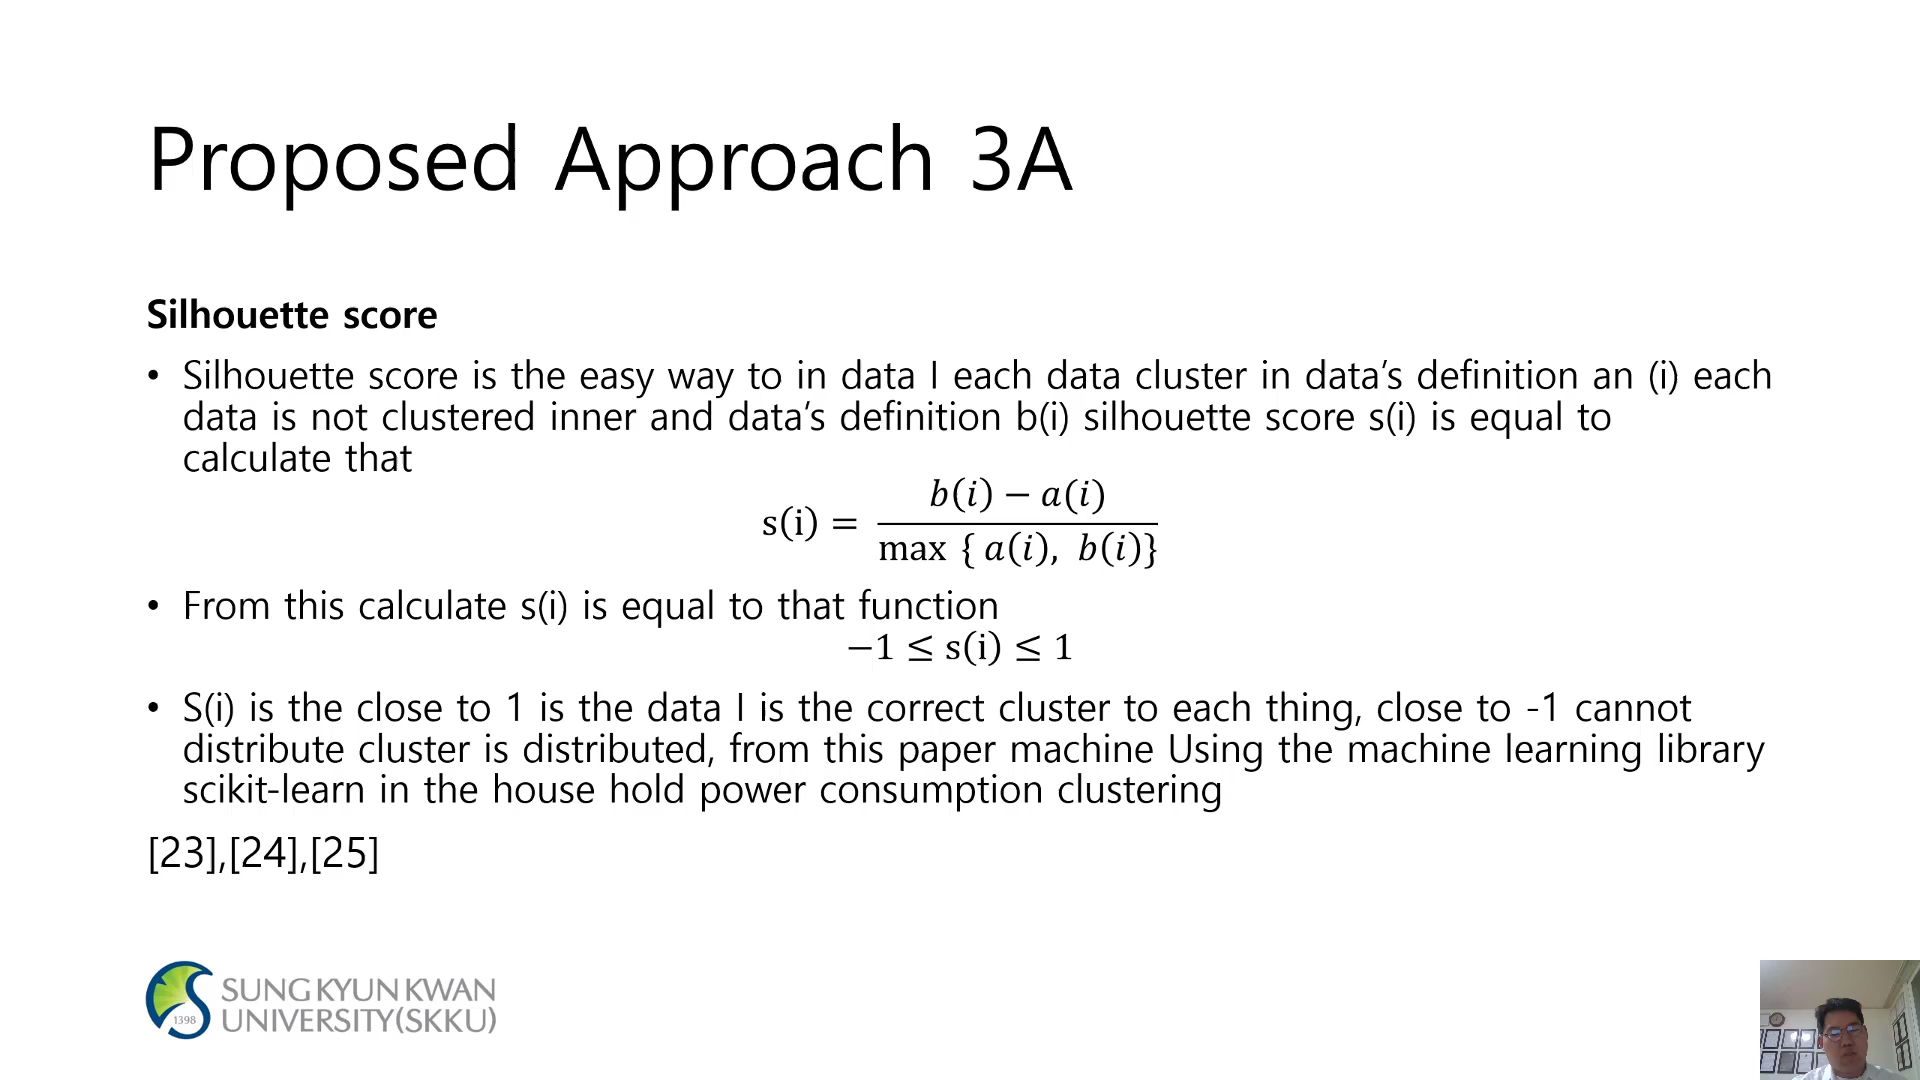 Proposed Approach 3A
Silhouette score
• Silhouette score is the easy way to in data I each data cluster in data’s definition an (i) each
data is not clustered inner and data’s definition b(i) silhouette score s(i) is equal to
calculate that
s(i) = b(i) − a(i) / max { a(i), b(i)}
• From this calculate s(i) is equal to that function
−1 ≤ s(i) ≤ 1
• S(i) is the close to 1 is the data I is the correct cluster to each thing, close to -1 cannot
distribute cluster is distributed, from this paper machine Using the machine learning library
scikit-learn in the house hold power consumption clustering
[23],[24],[25]
1398
SUNG KYUN KWAN
UNIVERSITY(SKKU)